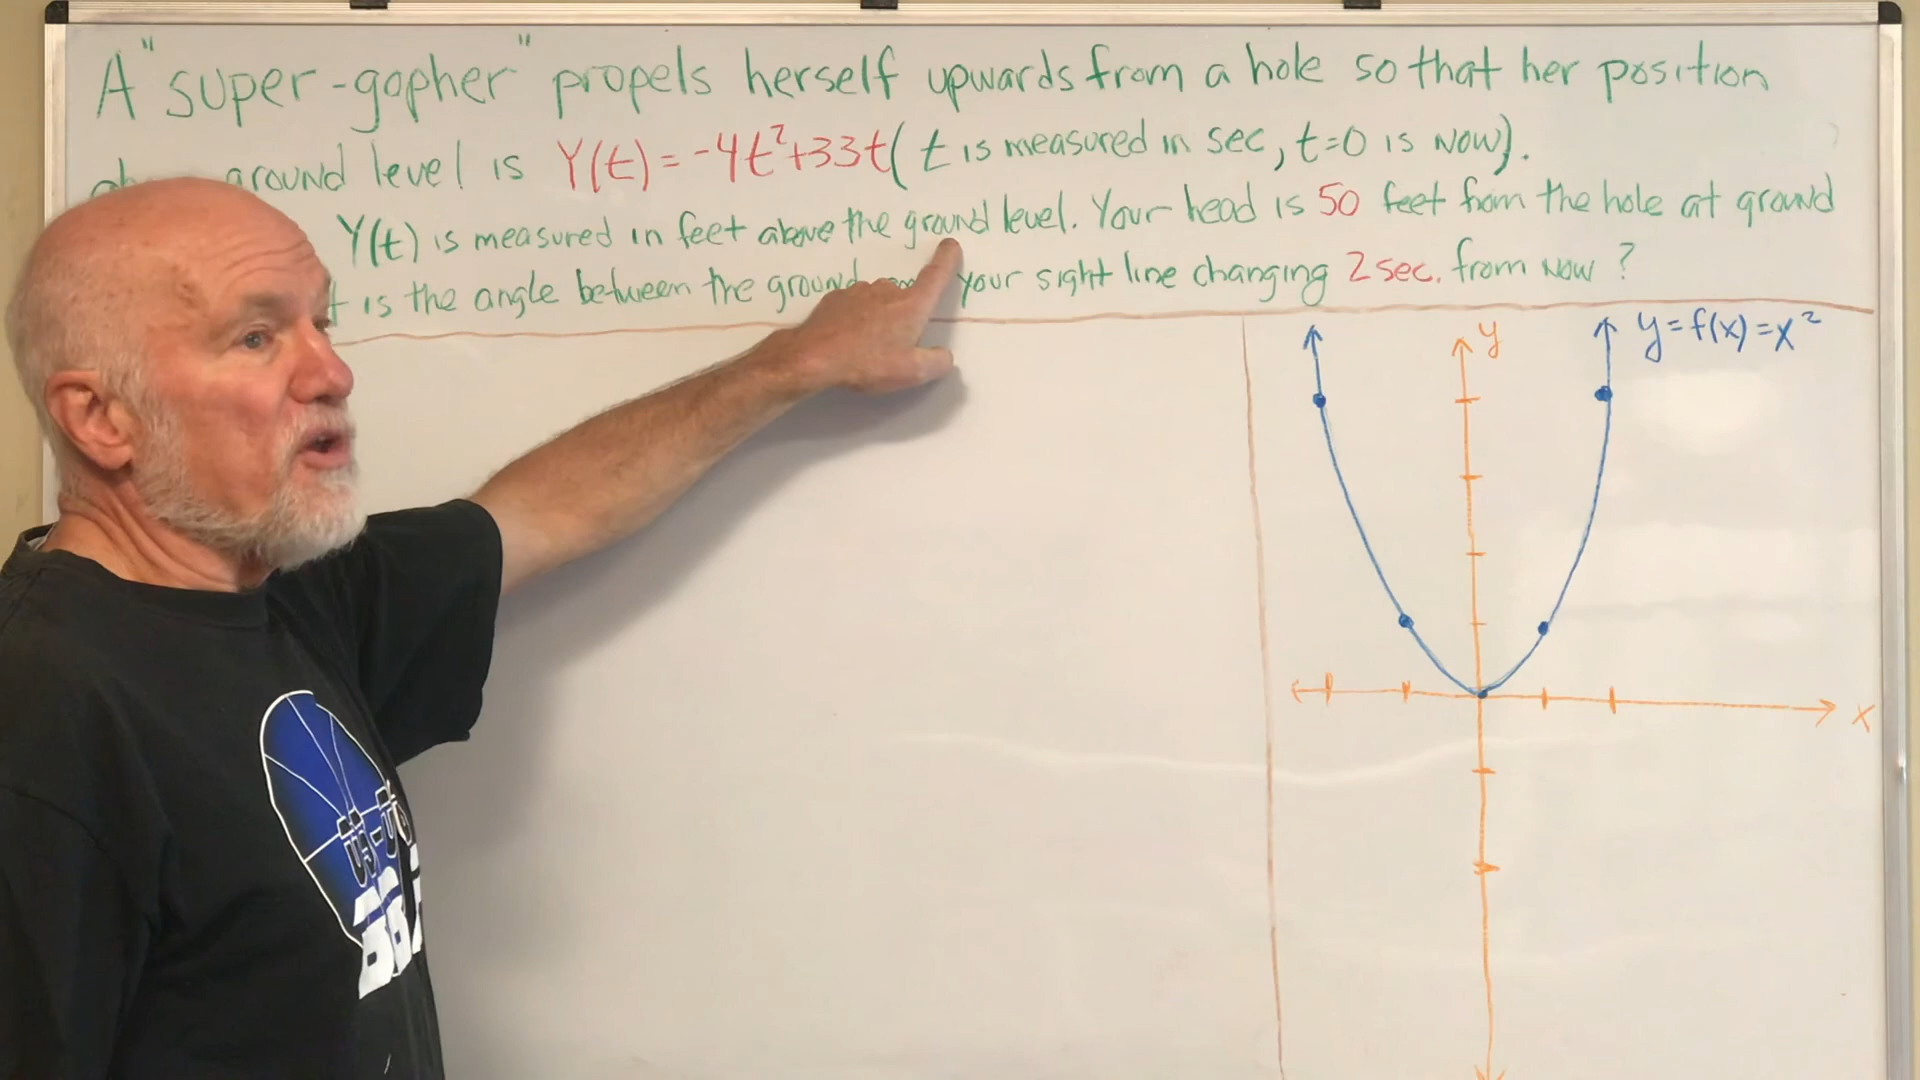 A "super-gopher" propels herself upwards from a hole so that her position
ground level is Y(t) = -4t²+33t ( t is measured in sec, t=0 is now).
Y(t) is measured in feet above the ground level. Your head is 50 feet from the hole at ground
is the angle between the ground your sight line changing 2 sec. from now ?
y = f(x) = x²
y
x